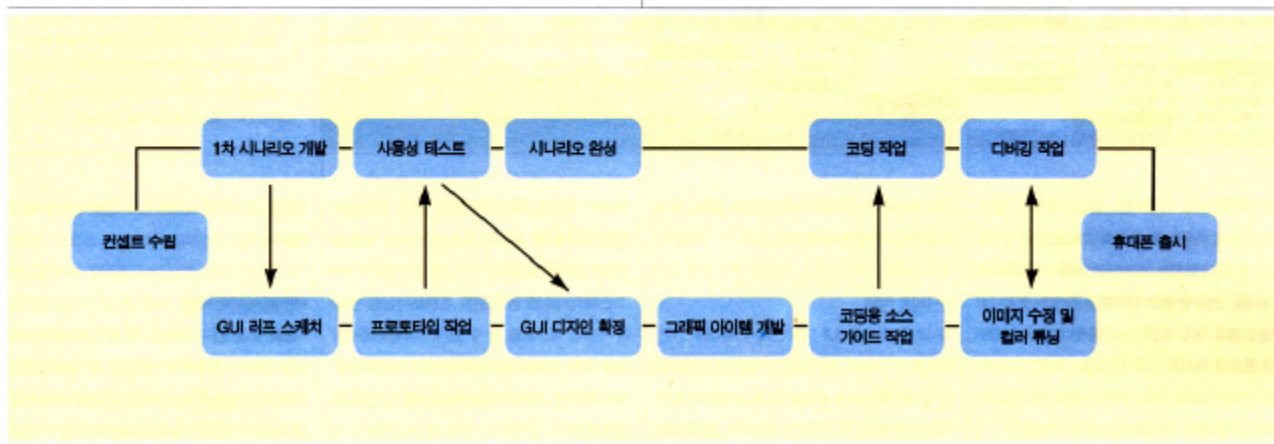 1차 시나리오 개발
사용성 테스트
시나리오 완성
코딩 작업
디버깅 작업
컨셉트 수립
휴대폰 출시
GUI 러프 스케치
프로토타입 작업
GUI 디자인 확정
그래픽 아이템 개발
코딩용 소스
가이드 작업
이미지 수정 및
컬러 튜닝